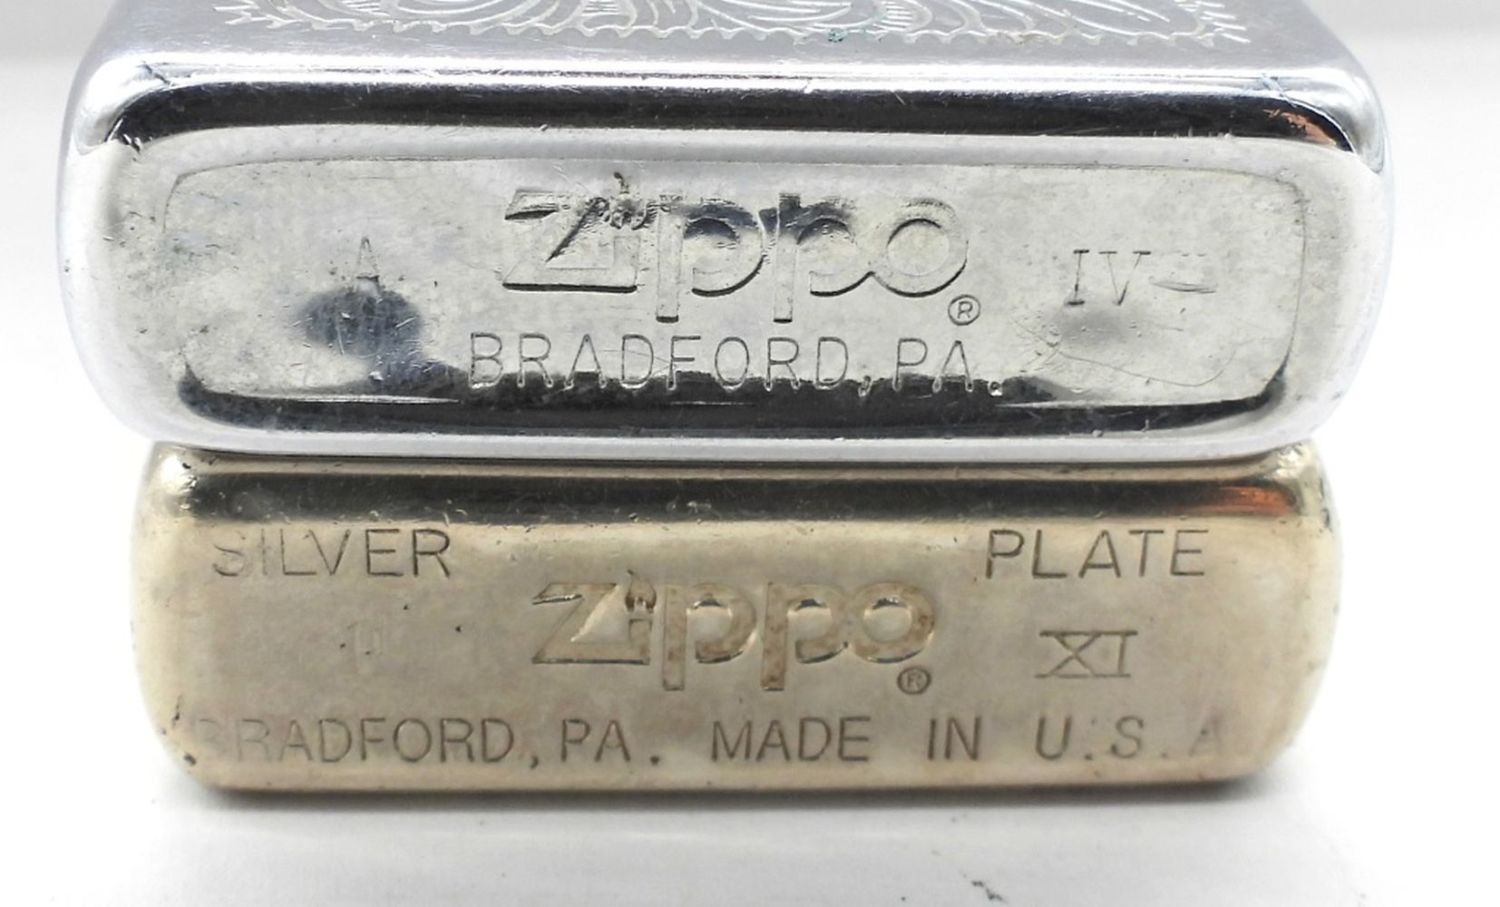 Zippo ®
A IV
BRADFORD, PA.
SILVER PLATE
Zippo ®
XI
BRADFORD, PA. MADE IN U.S.A